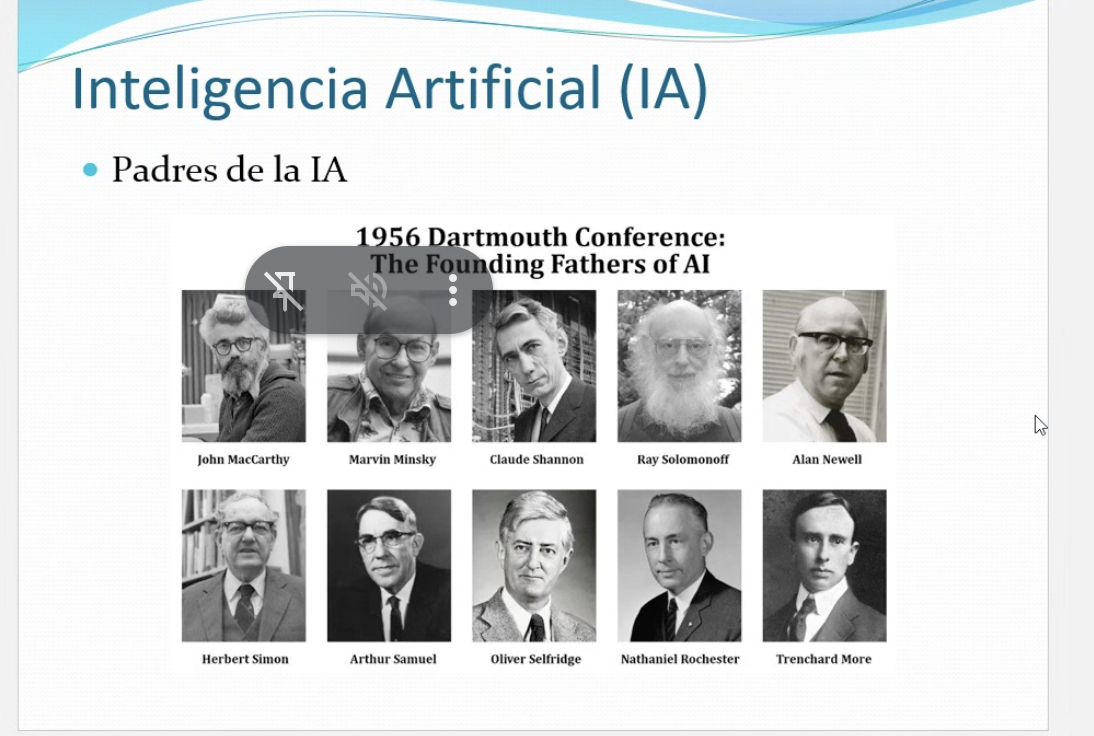 Inteligencia Artificial (IA)
Padres de la IA
1956 Dartmouth Conference:
The Founding Fathers of AI
John MacCarthy
Marvin Minsky
Claude Shannon
Ray Solomonoff
Alan Newell
Herbert Simon
Arthur Samuel
Oliver Selfridge
Nathaniel Rochester
Trenchard More